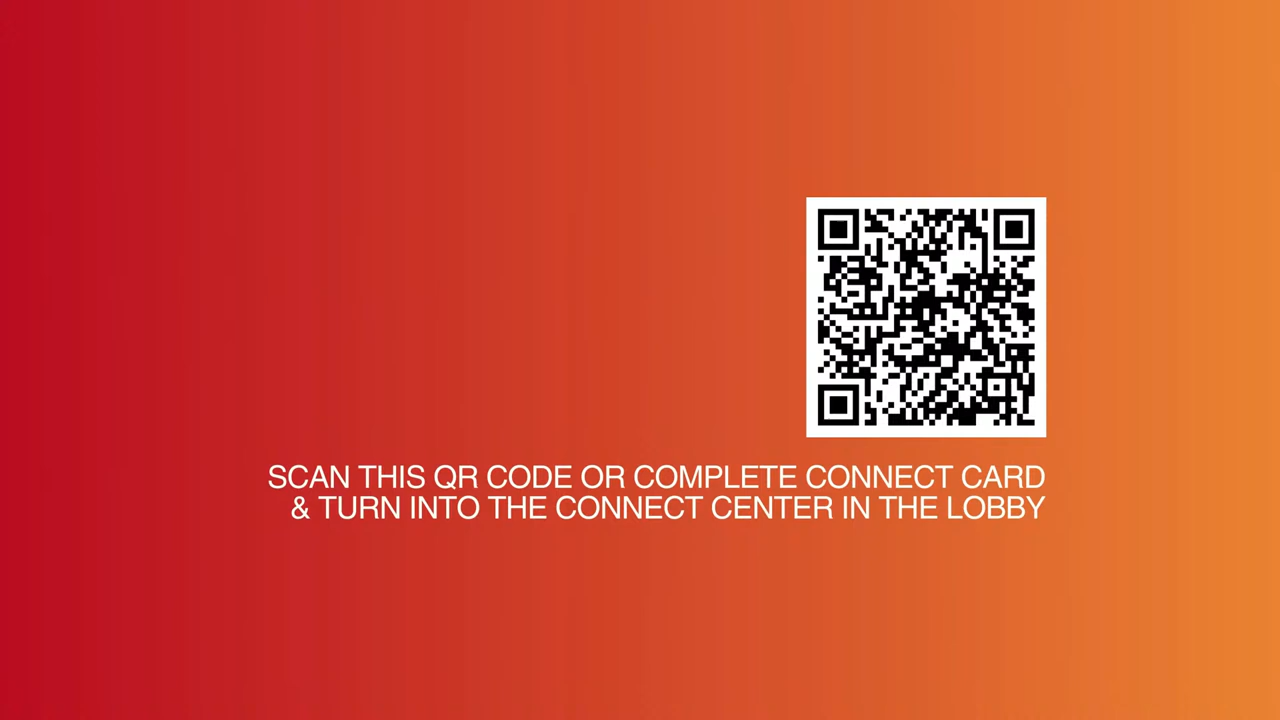 SCAN THIS QR CODE OR COMPLETE CONNECT CARD
& TURN INTO THE CONNECT CENTER IN THE LOBBY